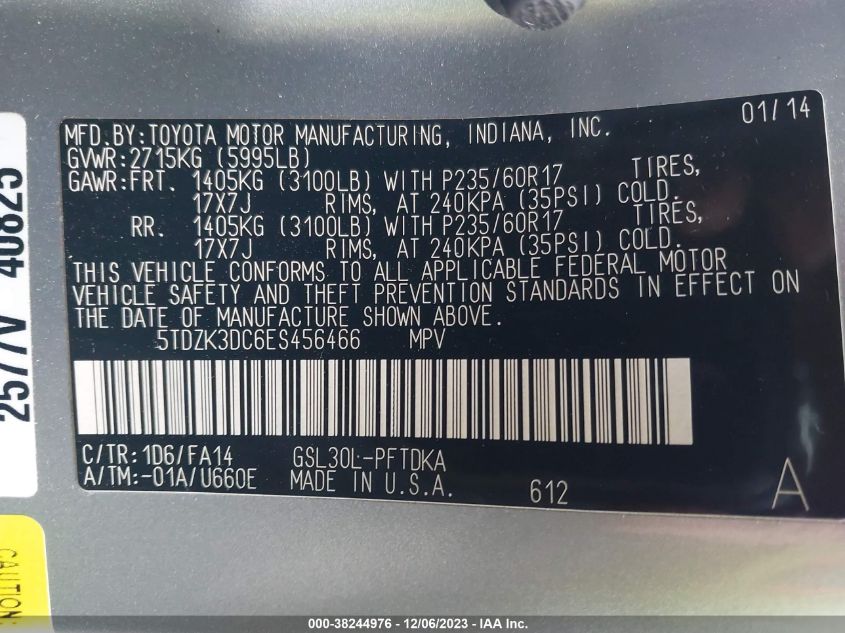 01/14
MFD.BY:TOYOTA MOTOR MANUFACTURING, INDIANA, INC.
GVWR:2715KG (5995LB)
GAWR:FRT. 1405KG (3100LB) WITH P235/60R17 TIRES,
17X7J RIMS, AT 240KPA (35PSI) COLD.
RR. 1405KG (3100LB) WITH P235/60R17 TIRES,
17X7J RIMS, AT 240KPA (35PSI) COLD.
THIS VEHICLE CONFORMS TO ALL APPLICABLE FEDERAL MOTOR
VEHICLE SAFETY AND THEFT PREVENTION STANDARDS IN EFFECT ON
THE DATE OF MANUFACTURE SHOWN ABOVE.
5TDZK3DC6ES456466 MPV
C/TR:1D6/FA14 GSL30L-PFTDKA
A/TM:-01A/U660E MADE IN U.S.A. 612 A
2577V 40825
CAUTION:
000-38244976 - 12/06/2023 - IAA Inc.